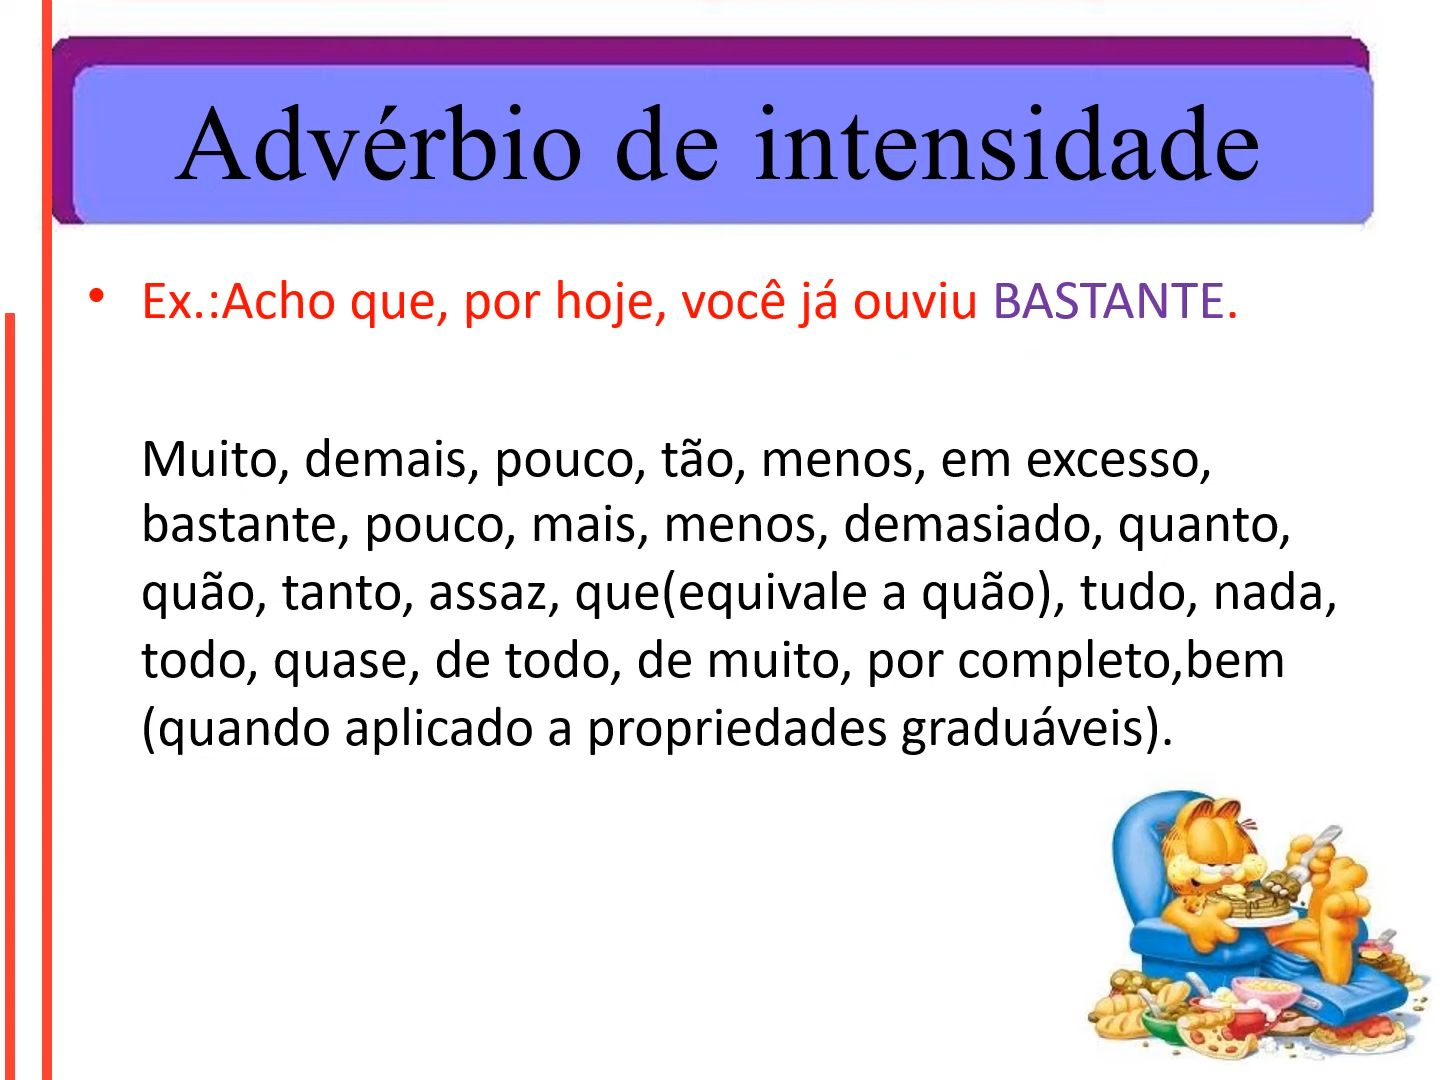 Advérbio de intensidade
• Ex.:Acho que, por hoje, você já ouviu BASTANTE.
Muito, demais, pouco, tão, menos, em excesso,
bastante, pouco, mais, menos, demasiado, quanto,
quão, tanto, assaz, que(equivale a quão), tudo, nada,
todo, quase, de todo, de muito, por completo,bem
(quando aplicado a propriedades graduáveis).